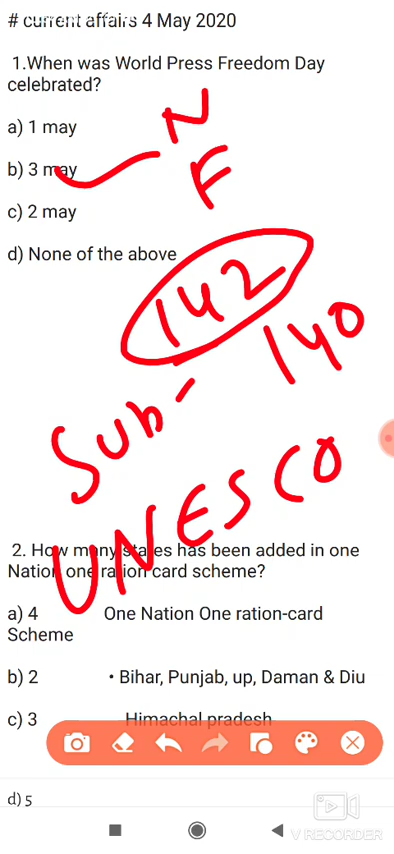 # current affairs 4 May 2020
1.When was World Press Freedom Day
celebrated?
a) 1 may
N
b) 3 may
F
c) 2 may
d) None of the above
142
140
Sub-
UNESCO
2. How many states has been added in one
Nation one ration card scheme?
a) 4 One Nation One ration-card
Scheme
b) 2 • Bihar, Punjab, up, Daman & Diu
c) 3 Himachal pradesh
d) 5
V RECORDER